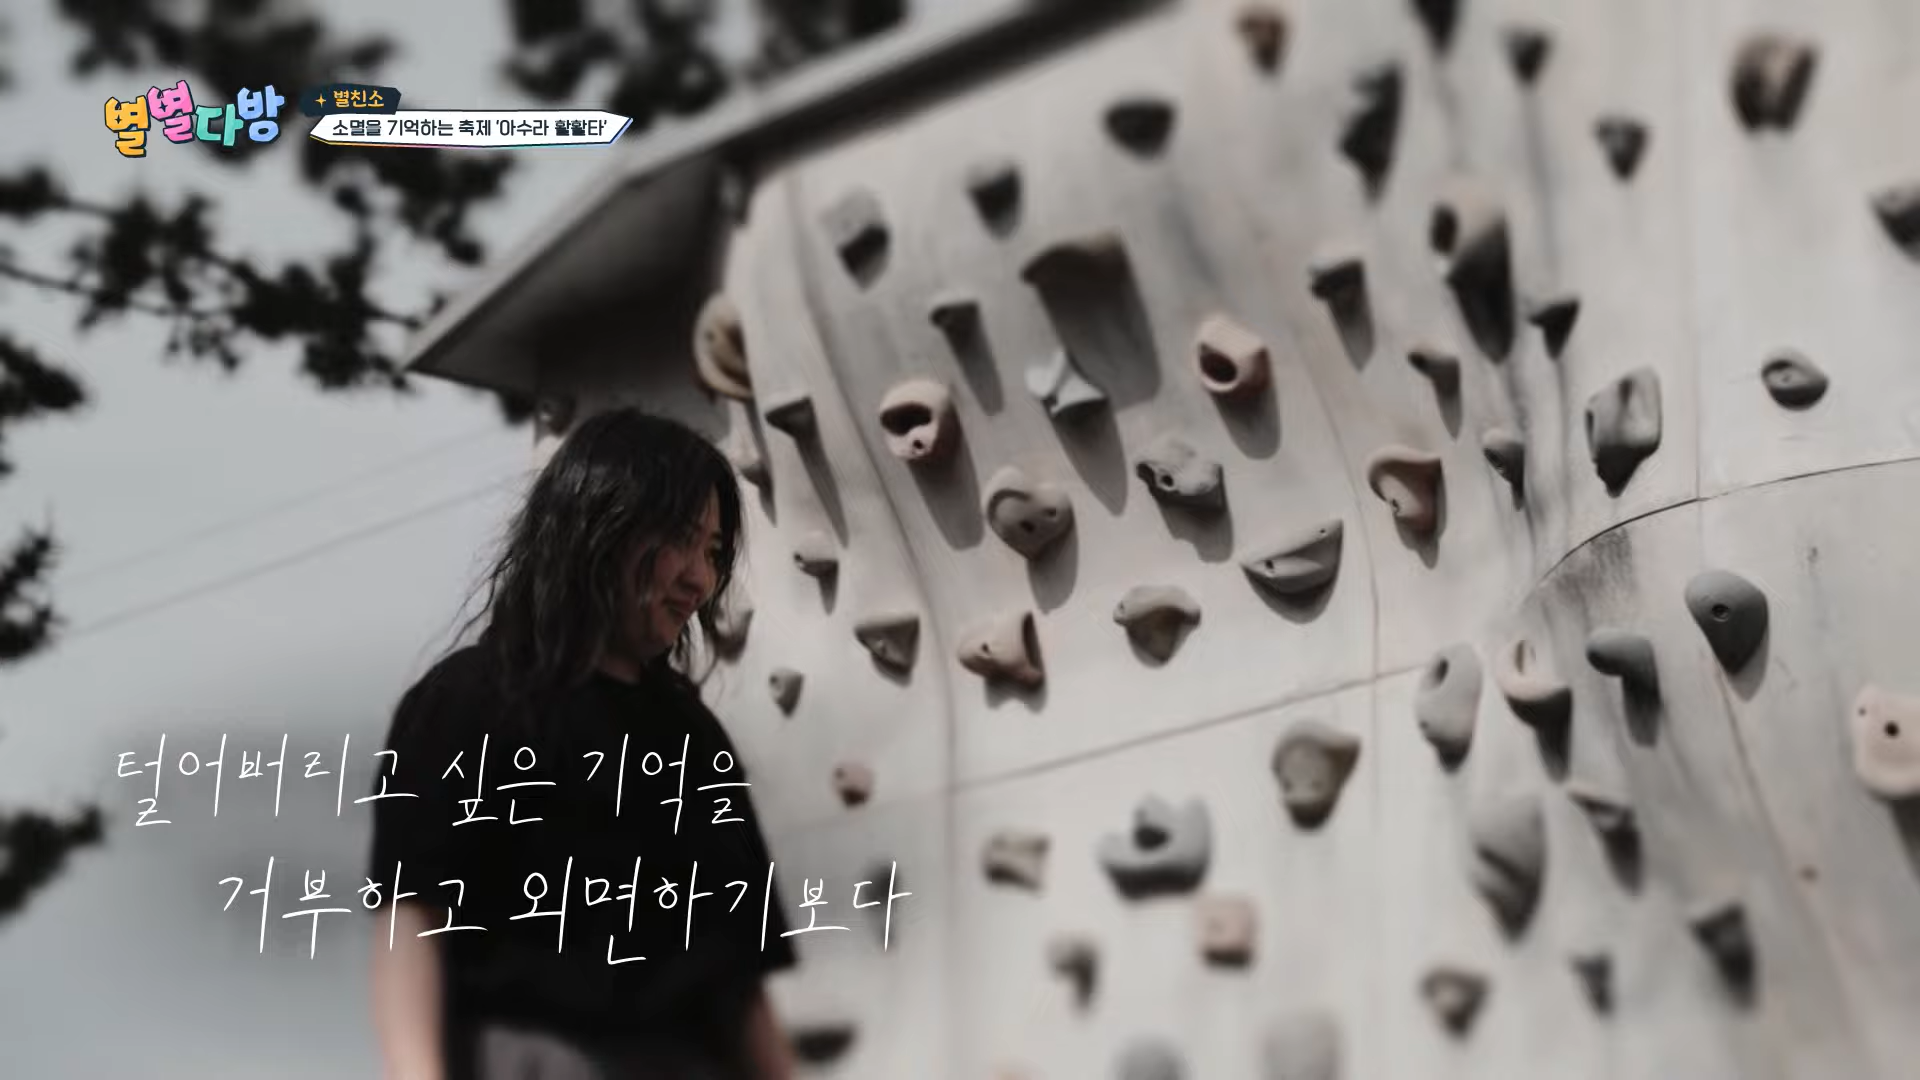 별별다방
별친소
소멸을 기억하는 축제 '아수라 활활타'
털어버리고 싶은 기억을
거부하고 외면하기보다